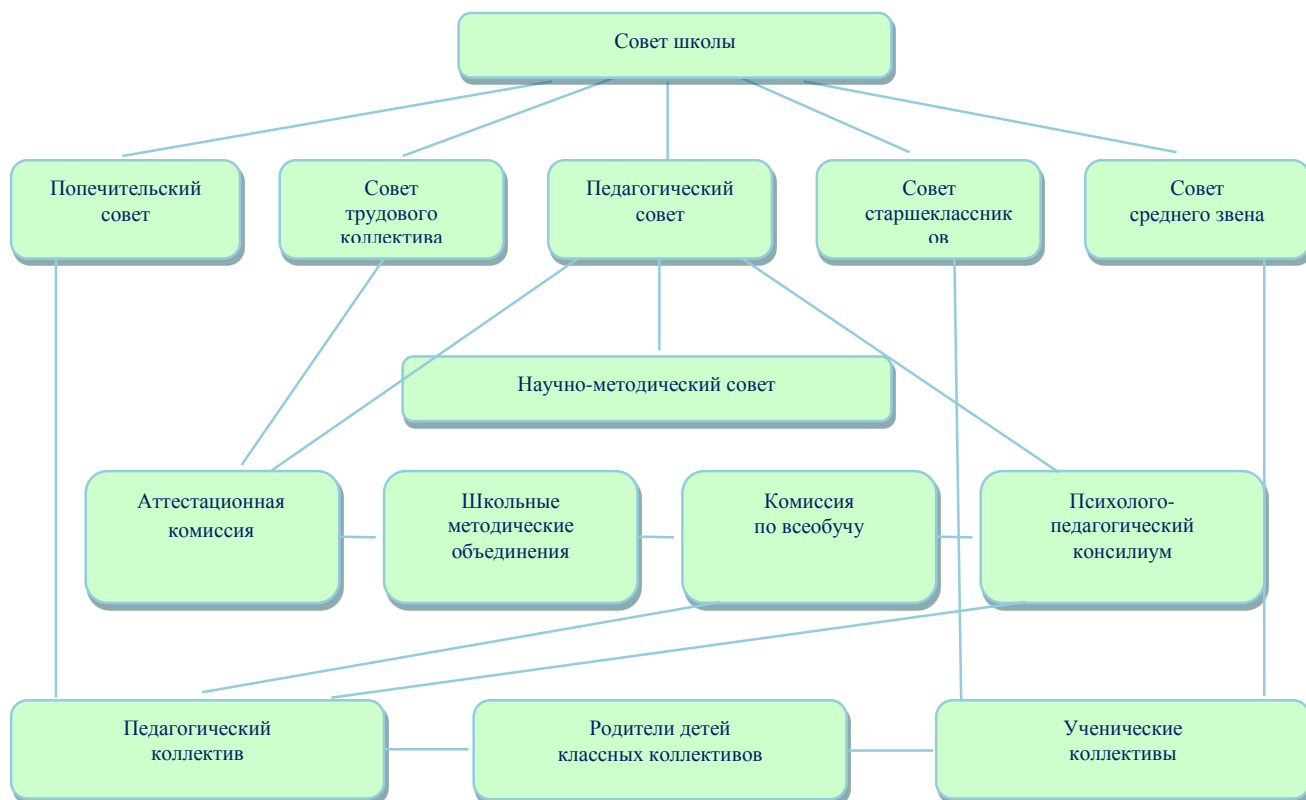 Совет школы
Попечительский
совет
Совет
трудового
коллектива
Педагогический
совет
Совет
старшеклассник
ов
Совет
среднего звена
Научно-методический совет
Аттестационная
комиссия
Школьные
методические
объединения
Комиссия
по всеобучу
Психолого-
педагогический
консилиум
Педагогический
коллектив
Родители детей
классных коллективов
Ученические
коллективы